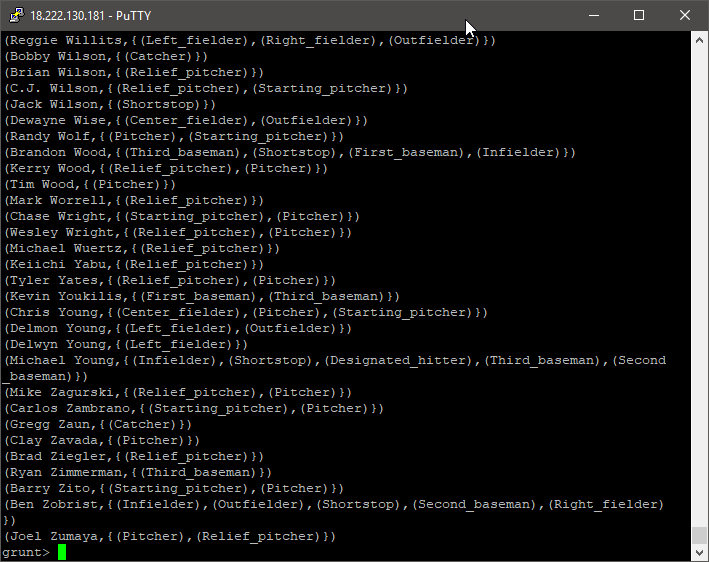 18.222.130.181 - PuTTY
(Reggie Willits,{(Left_fielder),(Right_fielder),(Outfielder)})
(Bobby Wilson,{(Catcher)})
(Brian Wilson,{(Relief_pitcher)})
(C.J. Wilson,{(Relief_pitcher),(Starting_pitcher)})
(Jack Wilson,{(Shortstop)})
(Dewayne Wise,{(Center_fielder),(Outfielder)})
(Randy Wolf,{(Pitcher),(Starting_pitcher)})
(Brandon Wood,{(Third_baseman),(Shortstop),(First_baseman),(Infielder)})
(Kerry Wood,{(Relief_pitcher),(Pitcher)})
(Tim Wood,{(Pitcher)})
(Mark Worrell,{(Relief_pitcher)})
(Chase Wright,{(Starting_pitcher),(Pitcher)})
(Wesley Wright,{(Relief_pitcher),(Pitcher)})
(Michael Wuertz,{(Relief_pitcher)})
(Keiichi Yabu,{(Relief_pitcher)})
(Tyler Yates,{(Relief_pitcher),(Pitcher)})
(Kevin Youkilis,{(First_baseman),(Third_baseman)})
(Chris Young,{(Center_fielder),(Pitcher),(Starting_pitcher)})
(Delmon Young,{(Left_fielder),(Outfielder)})
(Delwyn Young,{(Left_fielder)})
(Michael Young,{(Infielder),(Shortstop),(Designated_hitter),(Third_baseman),(Second
_baseman)})
(Mike Zagurski,{(Relief_pitcher),(Pitcher)})
(Carlos Zambrano,{(Starting_pitcher),(Pitcher)})
(Gregg Zaun,{(Catcher)})
(Clay Zavada,{(Pitcher)})
(Brad Ziegler,{(Relief_pitcher)})
(Ryan Zimmerman,{(Third_baseman)})
(Barry Zito,{(Starting_pitcher),(Pitcher)})
(Ben Zobrist,{(Infielder),(Outfielder),(Shortstop),(Second_baseman),(Right_fielder)
})
(Joel Zumaya,{(Pitcher),(Relief_pitcher)})
grunt>